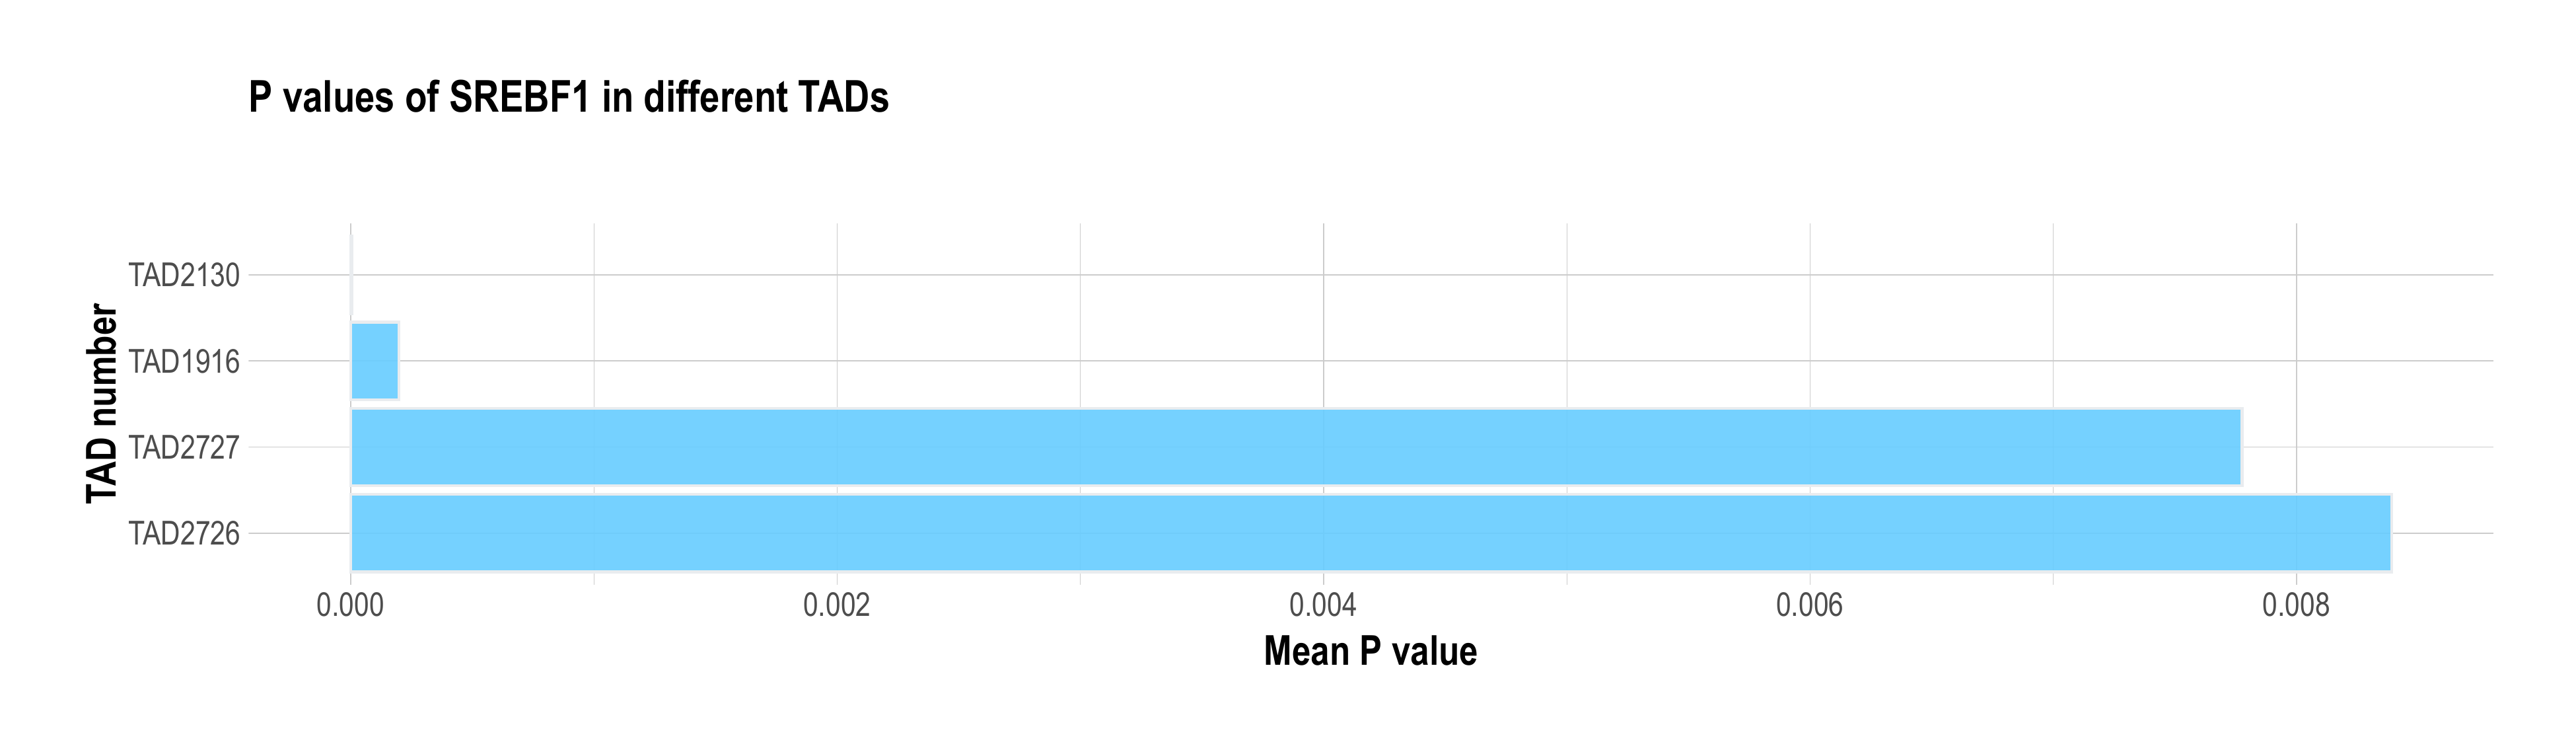 P values of SREBF1 in different TADs
TAD number
TAD2130
TAD1916
TAD2727
TAD2726
0.000 0.002 0.004 0.006 0.008
Mean P value